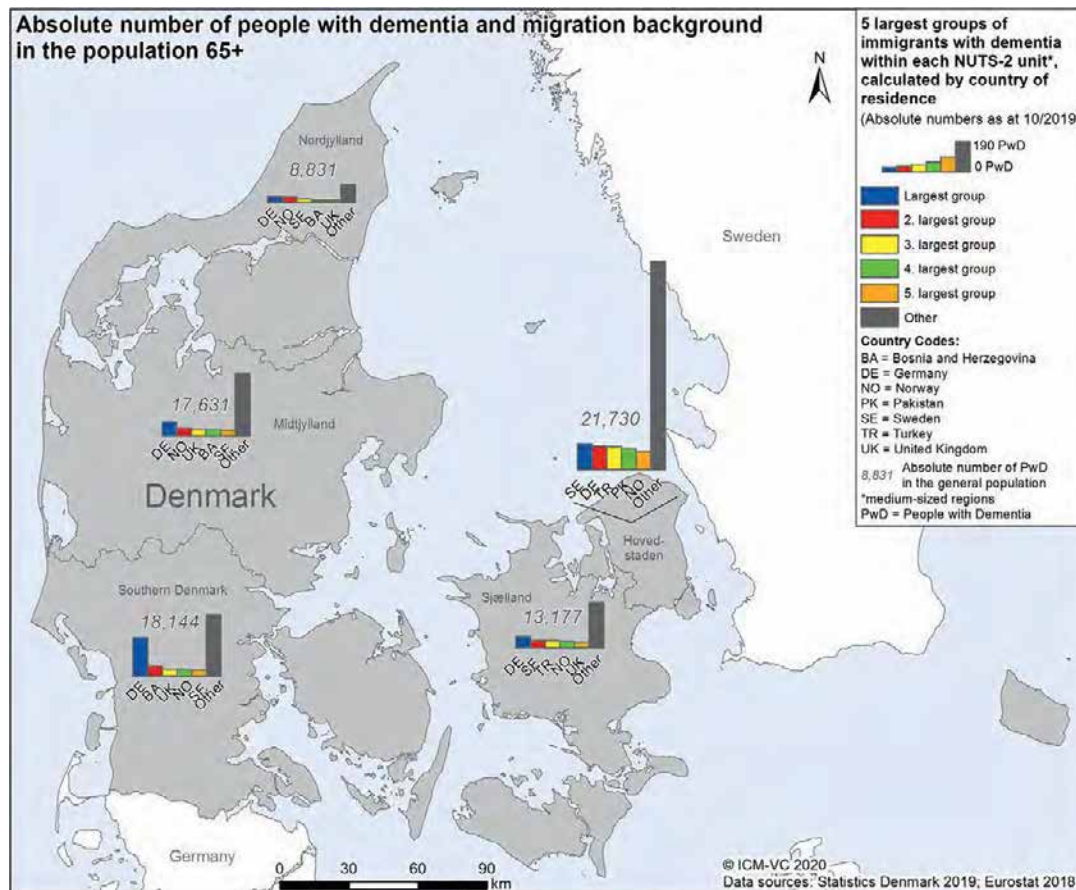 Absolute number of people with dementia and migration background
in the population 65+
5 largest groups of
immigrants with dementia
within each NUTS-2 unit*,
calculated by country of
residence
(Absolute numbers as at 10/2019)
190 PwD
0 PwD
Largest group
2. largest group
3. largest group
4. largest group
5. largest group
Other
Country Codes:
BA = Bosnia and Herzegovina
DE = Germany
NO = Norway
PK = Pakistan
SE = Sweden
TR = Turkey
UK = United Kingdom
8,831 Absolute number of PwD
in the general population
*medium-sized regions
PwD = People with Dementia
N
Nordjylland
8,831
DE NO SE BA UK Other
Sweden
17,631
DE NO UK BA SE Other
Midtjylland
Denmark
21,730
SE DE TR PK NO Other
Hoved-
staden
Southern Denmark
18,144
DE BA UK NO SE Other
Sjælland
13,177
DE SE TR NO UK Other
Germany
0 30 60 90
km
© ICM-VC 2020
Data sources: Statistics Denmark 2019; Eurostat 2018